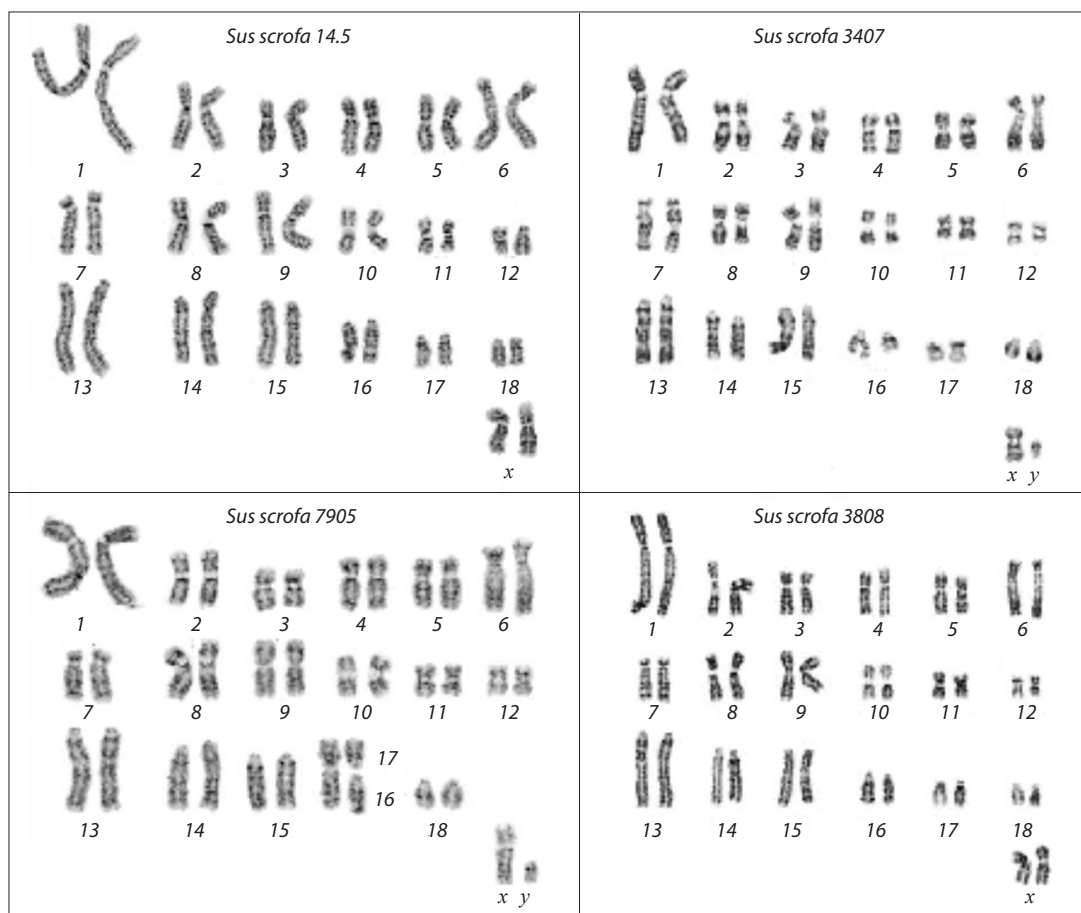 Sus scrofa 14.5
1 2 3 4 5 6
7 8 9 10 11 12
13 14 15 16 17 18
x
Sus scrofa 3407
1 2 3 4 5 6
7 8 9 10 11 12
13 14 15 16 17 18
x y
Sus scrofa 7905
1 2 3 4 5 6
7 8 9 10 11 12
17
16
13 14 15 18
x y
Sus scrofa 3808
1 2 3 4 5 6
7 8 9 10 11 12
13 14 15 16 17 18
x